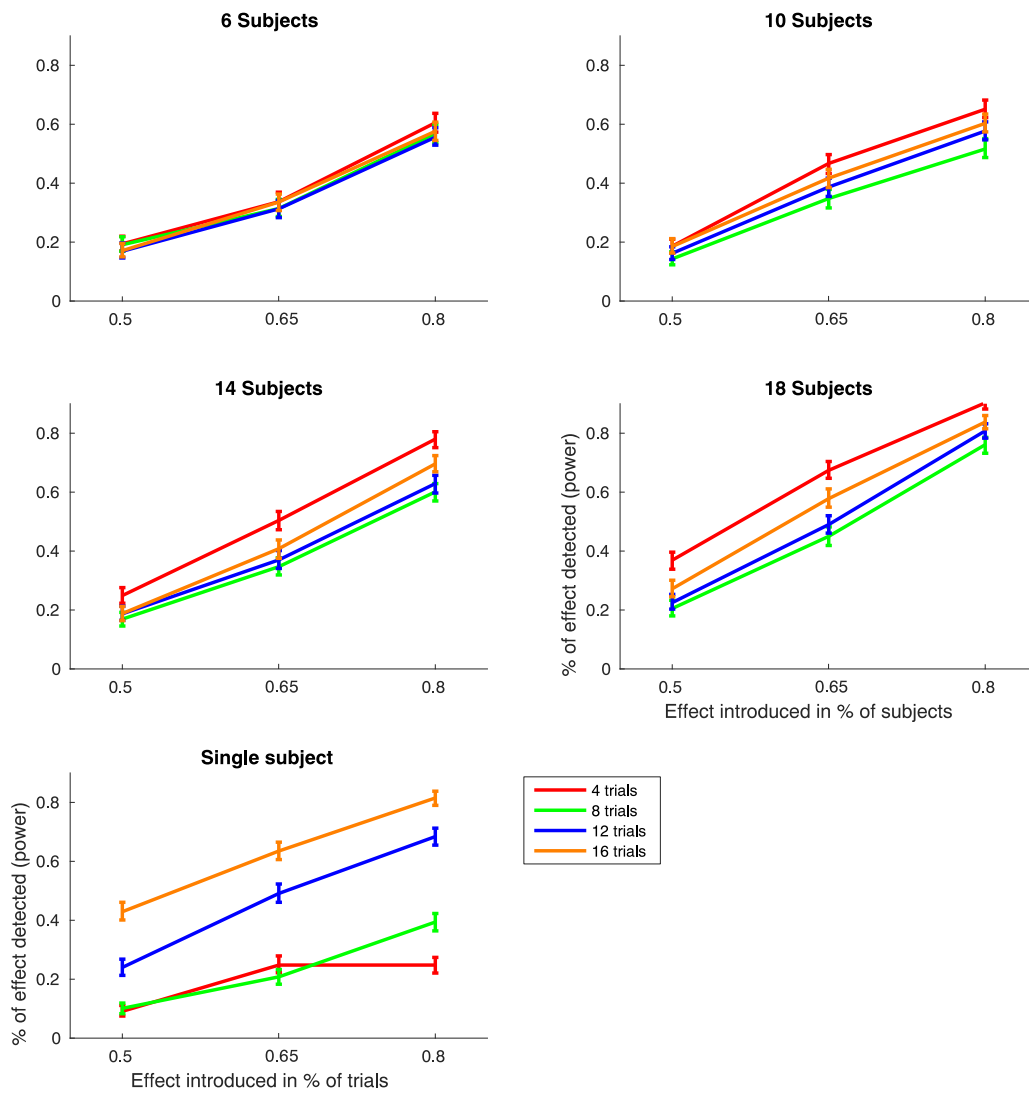 6 Subjects
0.8
0.6
0.4
0.2
0
0.5 0.65 0.8
10 Subjects
0.8
0.6
0.4
0.2
0
0.5 0.65 0.8
14 Subjects
0.8
0.6
0.4
0.2
0
0.5 0.65 0.8
18 Subjects
% of effect detected (power)
0.8
0.6
0.4
0.2
0
0.5 0.65 0.8
Effect introduced in % of subjects
Single subject
% of effect detected (power)
0.8
0.6
0.4
0.2
0
0.5 0.65 0.8
Effect introduced in % of trials
4 trials
8 trials
12 trials
16 trials